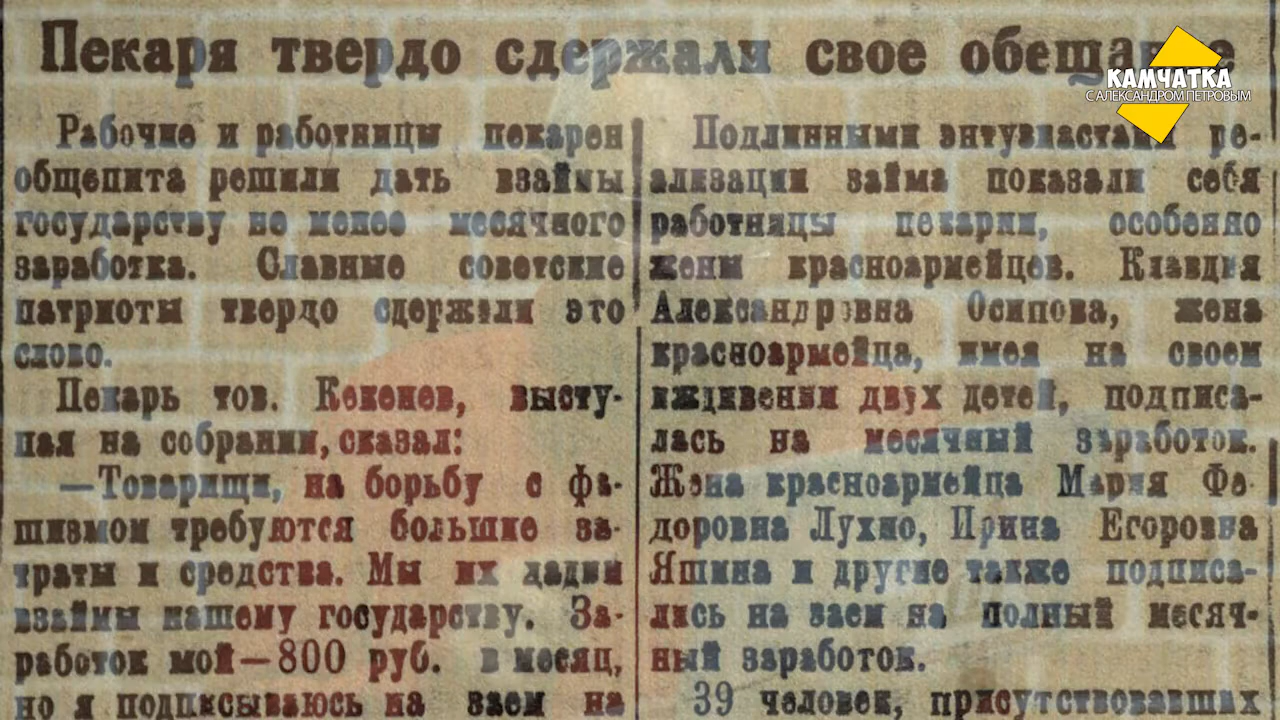 Пекаря твердо сдержали свое обещание
КАМЧАТКА
С АЛЕКСАНДРОМ ПЕТРОВЫМ
Рабочие и работницы пекарен
общепита решили дать взаймы
государству не менее месячного
заработка. Славные советские
патриоты твердо сдержали это
слово.
Пекарь тов. Кекенев, высту-
пая на собрании, сказал:
—Товарищи, на борьбу с фа-
шизмом требуются большие за-
траты и средства. Мы их дадим
взаймы нашему государству. За-
работок мой—800 руб. в месяц,
но я подписываюсь на заем на
Подлинными энтузиастами ре-
ализации займа показали себя
работницы пекарни, особенно
жены красноармейцев. Клавдия
Александровна Осипова, жена
красноармейца, имея на своем
иждивении двух детей, подписа-
лась на месячный заработок.
Жена красноармейца Мария Фе-
доровна Лухно, Ирина Егоровна
Яшина и другие также подписа-
лись на заем на полный месяч-
ный заработок.
39 человек, присутствовавших